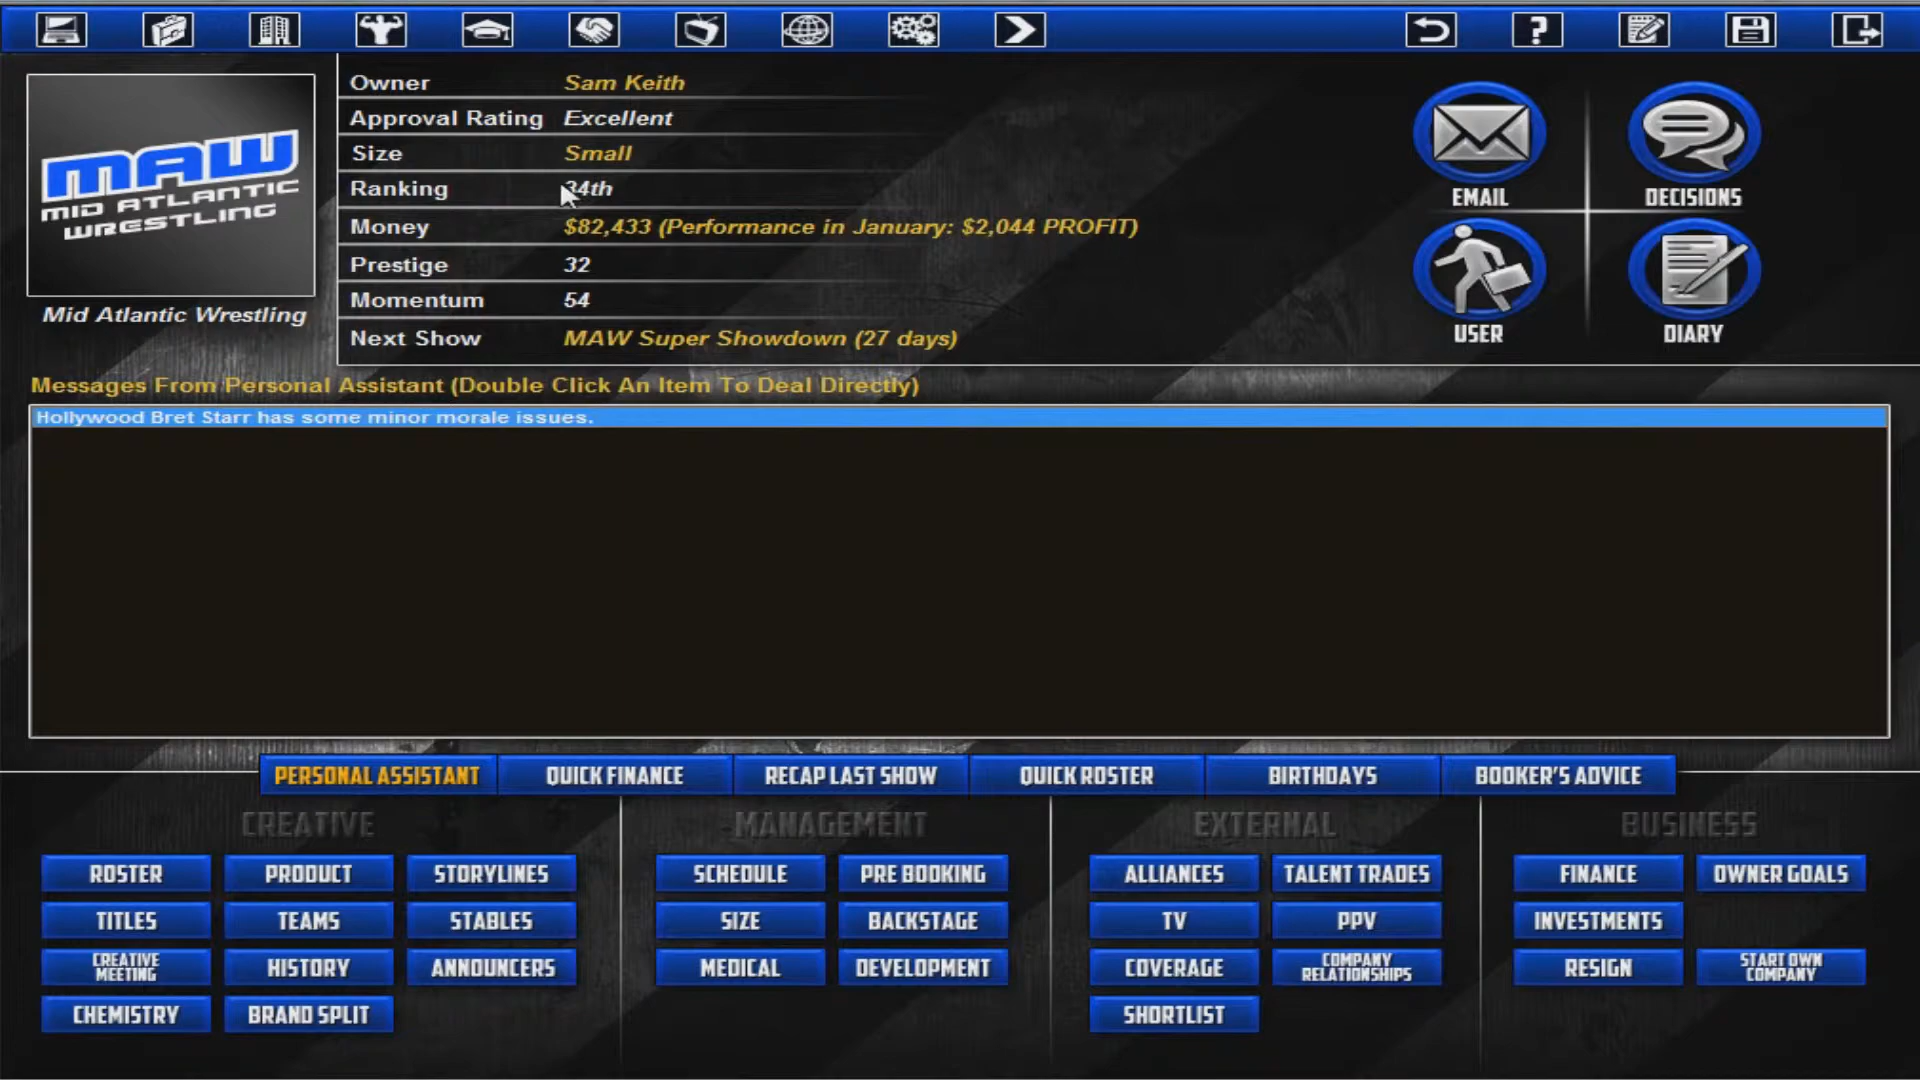 MAW
MID ATLANTIC
WRESTLING
Mid Atlantic Wrestling
Owner Sam Keith
Approval Rating Excellent
Size Small
Ranking 34th
Money $82,433 (Performance in January: $2,044 PROFIT)
Prestige 32
Momentum 54
Next Show MAW Super Showdown (27 days)
EMAIL
DECISIONS
USER
DIARY
Messages From Personal Assistant (Double Click An Item To Deal Directly)
Hollywood Bret Starr has some minor morale issues.
PERSONAL ASSISTANT QUICK FINANCE RECAP LAST SHOW QUICK ROSTER BIRTHDAYS BOOKER'S ADVICE
CREATIVE
ROSTER PRODUCT STORYLINES
TITLES TEAMS STABLES
CREATIVE MEETING HISTORY ANNOUNCERS
CHEMISTRY BRAND SPLIT
MANAGEMENT
SCHEDULE PRE BOOKING
SIZE BACKSTAGE
MEDICAL DEVELOPMENT
EXTERNAL
ALLIANCES TALENT TRADES
TV PPV
COVERAGE COMPANY RELATIONSHIPS
SHORTLIST
BUSINESS
FINANCE OWNER GOALS
INVESTMENTS
RESIGN START OWN COMPANY